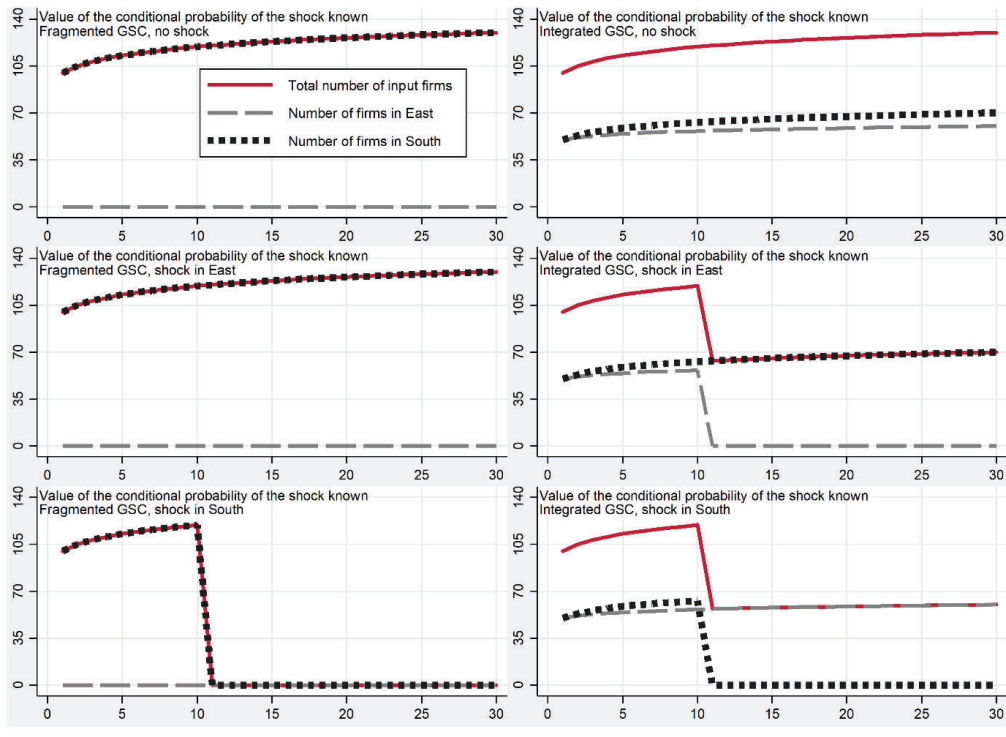 Value of the conditional probability of the shock known
Fragmented GSC, no shock
140
105
70
35
0
Total number of input firms
Number of firms in East
Number of firms in South
0 5 10 15 20 25 30
Value of the conditional probability of the shock known
Integrated GSC, no shock
140
105
70
35
0
0 5 10 15 20 25 30
Value of the conditional probability of the shock known
Fragmented GSC, shock in East
140
105
70
35
0
0 5 10 15 20 25 30
Value of the conditional probability of the shock known
Integrated GSC, shock in East
140
105
70
35
0
0 5 10 15 20 25 30
Value of the conditional probability of the shock known
Fragmented GSC, shock in South
140
105
70
35
0
0 5 10 15 20 25 30
Value of the conditional probability of the shock known
Integrated GSC, shock in South
140
105
70
35
0
0 5 10 15 20 25 30